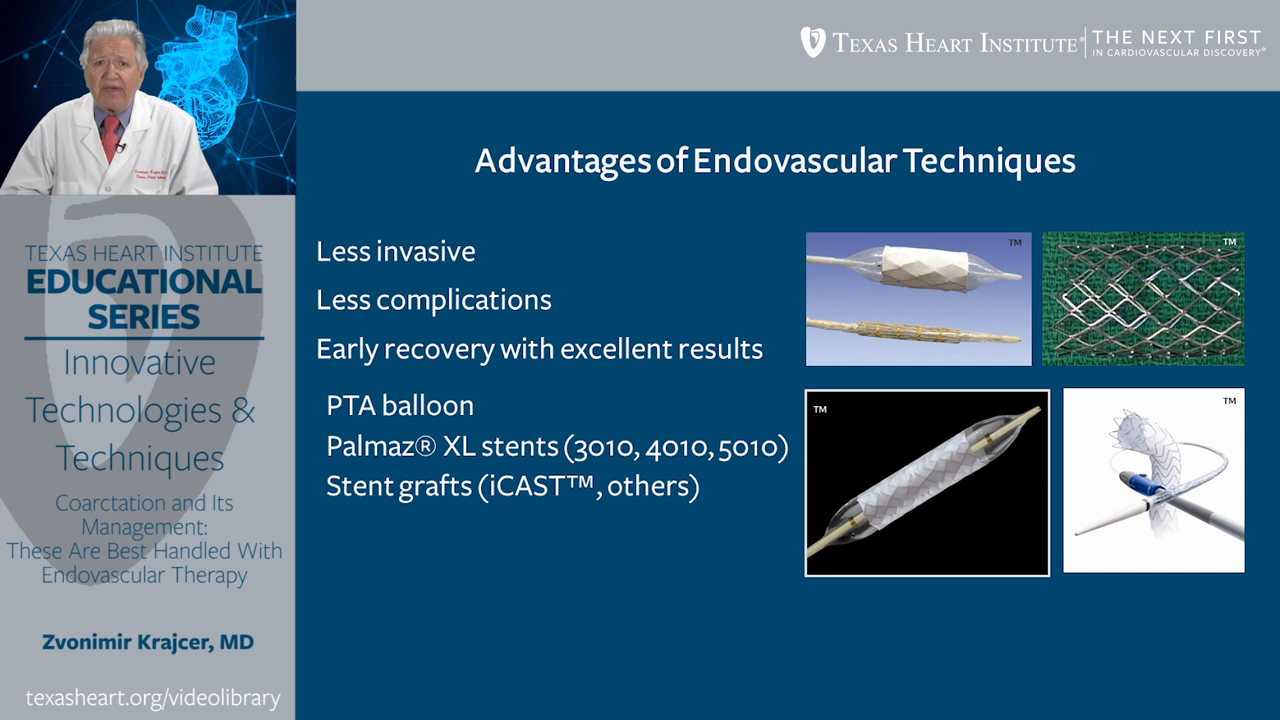 TEXAS HEART INSTITUTE®
THE NEXT FIRST
IN CARDIOVASCULAR DISCOVERY®
TEXAS HEART INSTITUTE
EDUCATIONAL
SERIES
Innovative
Technologies &
Techniques
Coarctation and Its
Management:
These Are Best Handled With
Endovascular Therapy
Zvonimir Krajcer, MD
texasheart.org/videolibrary
Advantages of Endovascular Techniques
Less invasive
Less complications
Early recovery with excellent results
PTA balloon
Palmaz® XL stents (3010, 4010, 5010)
Stent grafts (iCAST™, others)
TM
TM
TM
TM